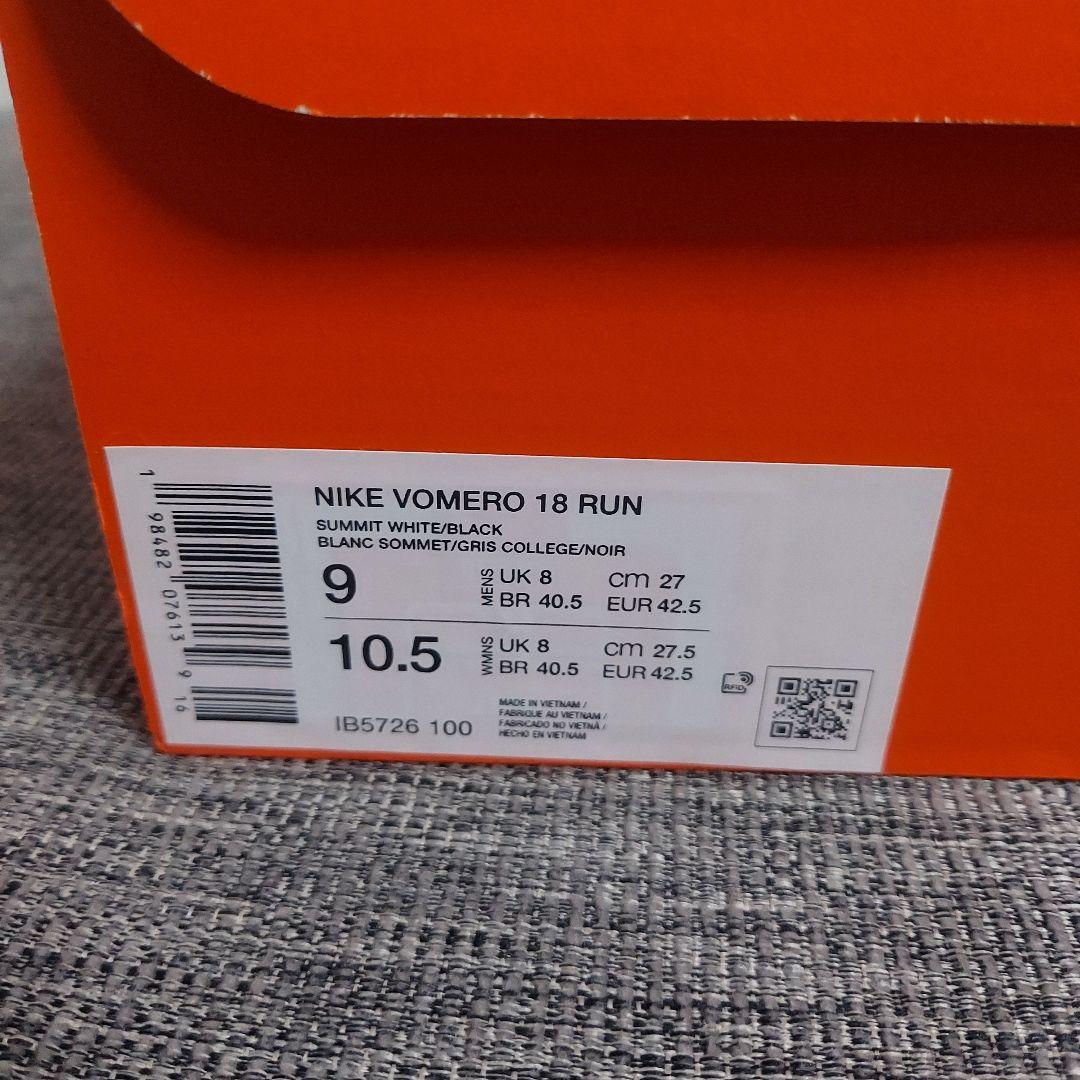 NIKE VOMERO 18 RUN
SUMMIT WHITE/BLACK
BLANC SOMMET/GRIS COLLEGE/NOIR
9 MENS UK 8 cm 27
BR 40.5 EUR 42.5
10.5 WMNS UK 8 cm 27.5
BR 40.5 EUR 42.5
RFID
IB5726 100
MADE IN VIETNAM /
FABRIQUE AU VIETNAM /
FABRICADO NO VIETNÃ /
HECHO EN VIETNAM
1 98482 07613 9 16